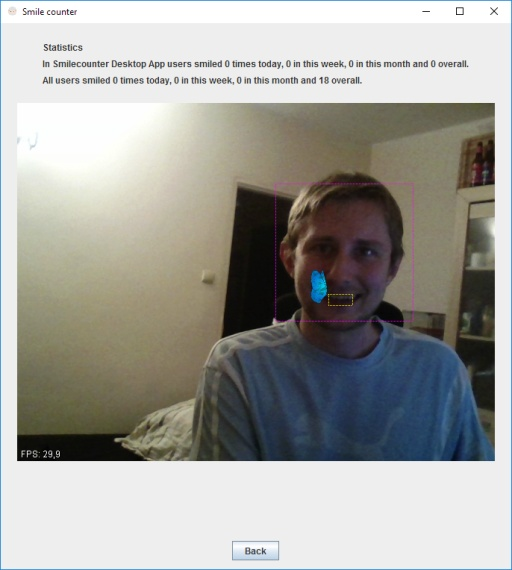 Smile counter
Statistics
In Smilecounter Desktop App users smiled 0 times today, 0 in this week, 0 in this month and 0 overall.
All users smiled 0 times today, 0 in this week, 0 in this month and 18 overall.
FPS: 29,9
Back